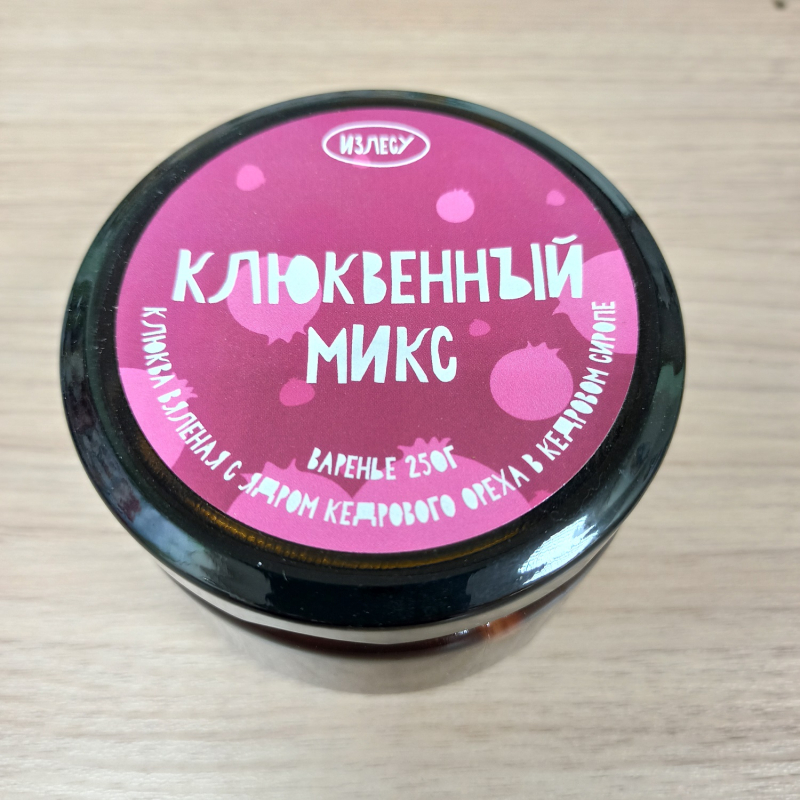 ИЗЛЕСУ
КЛЮКВЕННЫЙ
МИКС
ВАРЕНЬЕ 250Г
КЛЮКВА ВЯЛЕНАЯ С ЯДРОМ КЕДРОВОГО ОРЕХА В КЕДРОВОМ СИРОПЕ